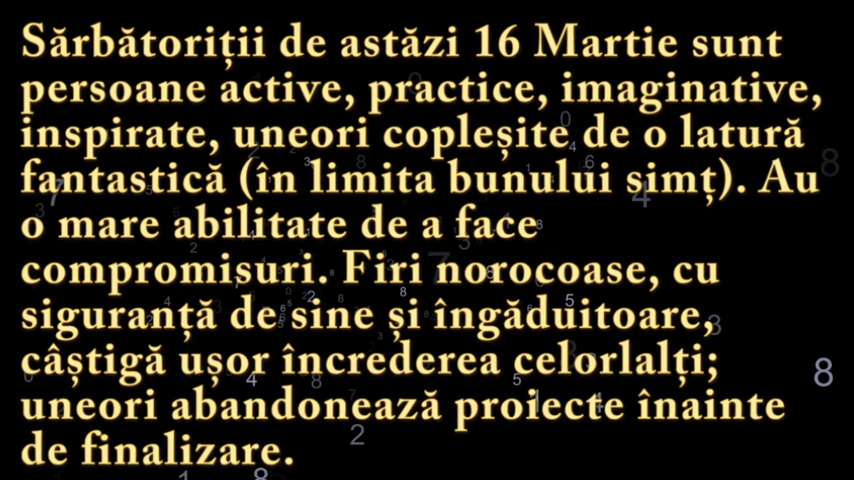 Sărbătoriții de astăzi 16 Martie sunt
persoane active, practice, imaginative,
inspirate, uneori copleșite de o latură
fantastică (în limita bunului simț). Au
o mare abilitate de a face
compromisuri. Firi norocoase, cu
siguranță de sine și îngăduitoare,
câștigă ușor încrederea celorlalți;
uneori abandonează proiecte înainte
de finalizare.